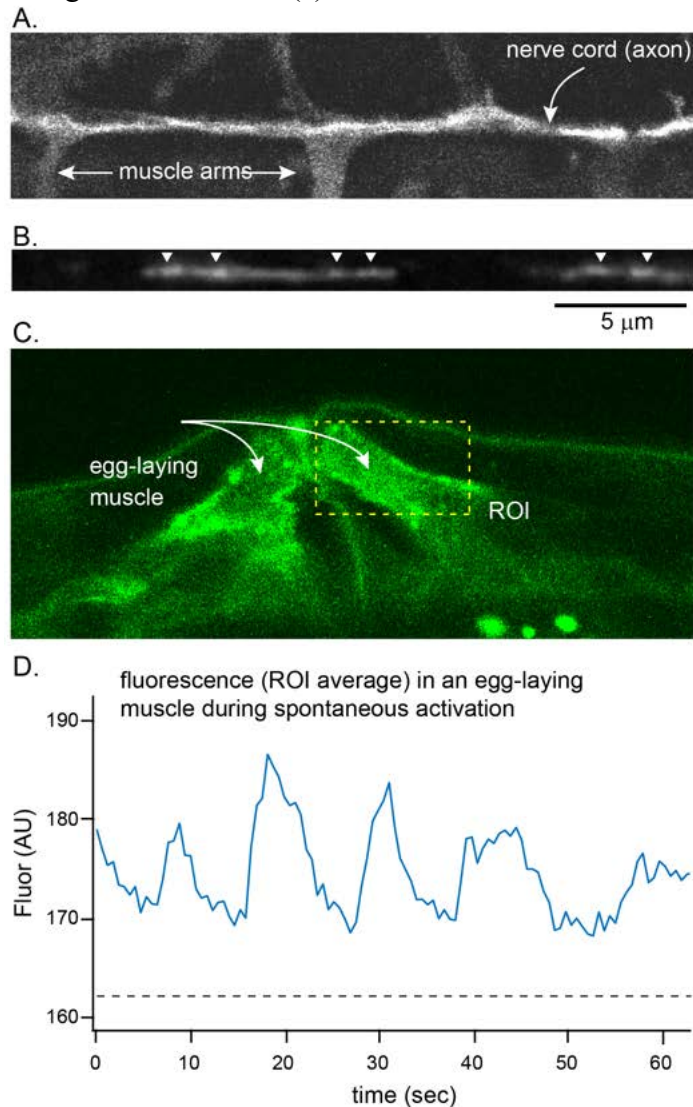 A.
nerve cord (axon)
muscle arms
B.
5 μm
C.
egg-laying
muscle
ROI
D.
fluorescence (ROI average) in an egg-laying
muscle during spontaneous activation
190
180
170
160
Fluor (AU)
0 10 20 30 40 50 60
time (sec)